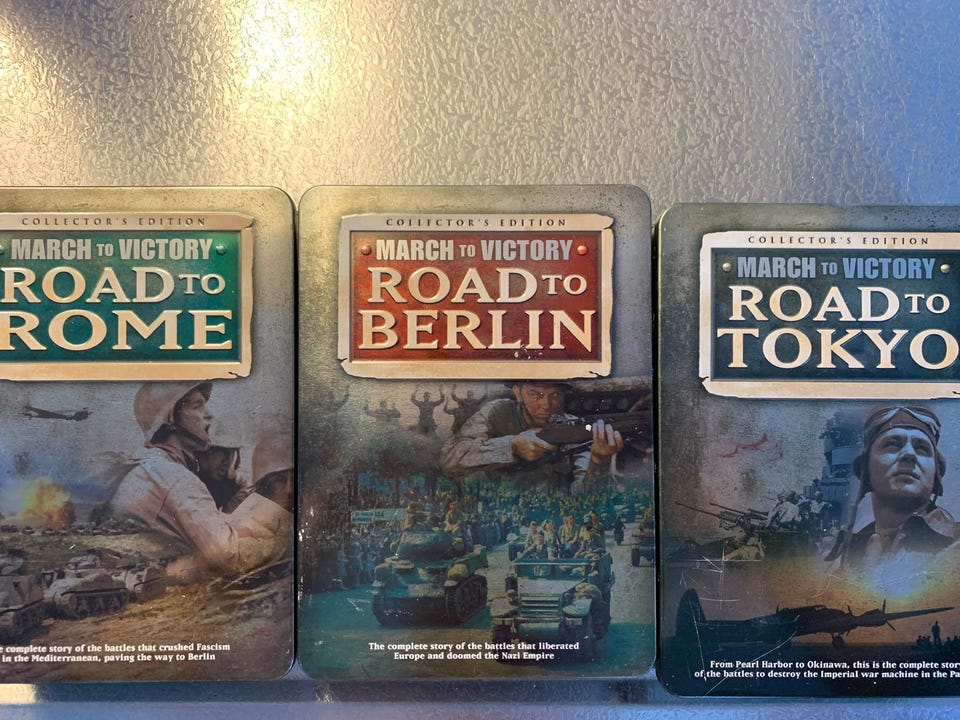 COLLECTOR'S EDITION
MARCH TO VICTORY
ROAD TO
ROME
complete story of the battles that crushed Fascism
in the Mediterranean, paving the way to Berlin
COLLECTOR'S EDITION
MARCH TO VICTORY
ROAD TO
BERLIN
The complete story of the battles that liberated
Europe and doomed the Nazi Empire
COLLECTOR'S EDITION
MARCH TO VICTORY
ROAD TO
TOKYO
From Pearl Harbor to Okinawa, this is the complete
of the battles to destroy the Imperial war machine in the